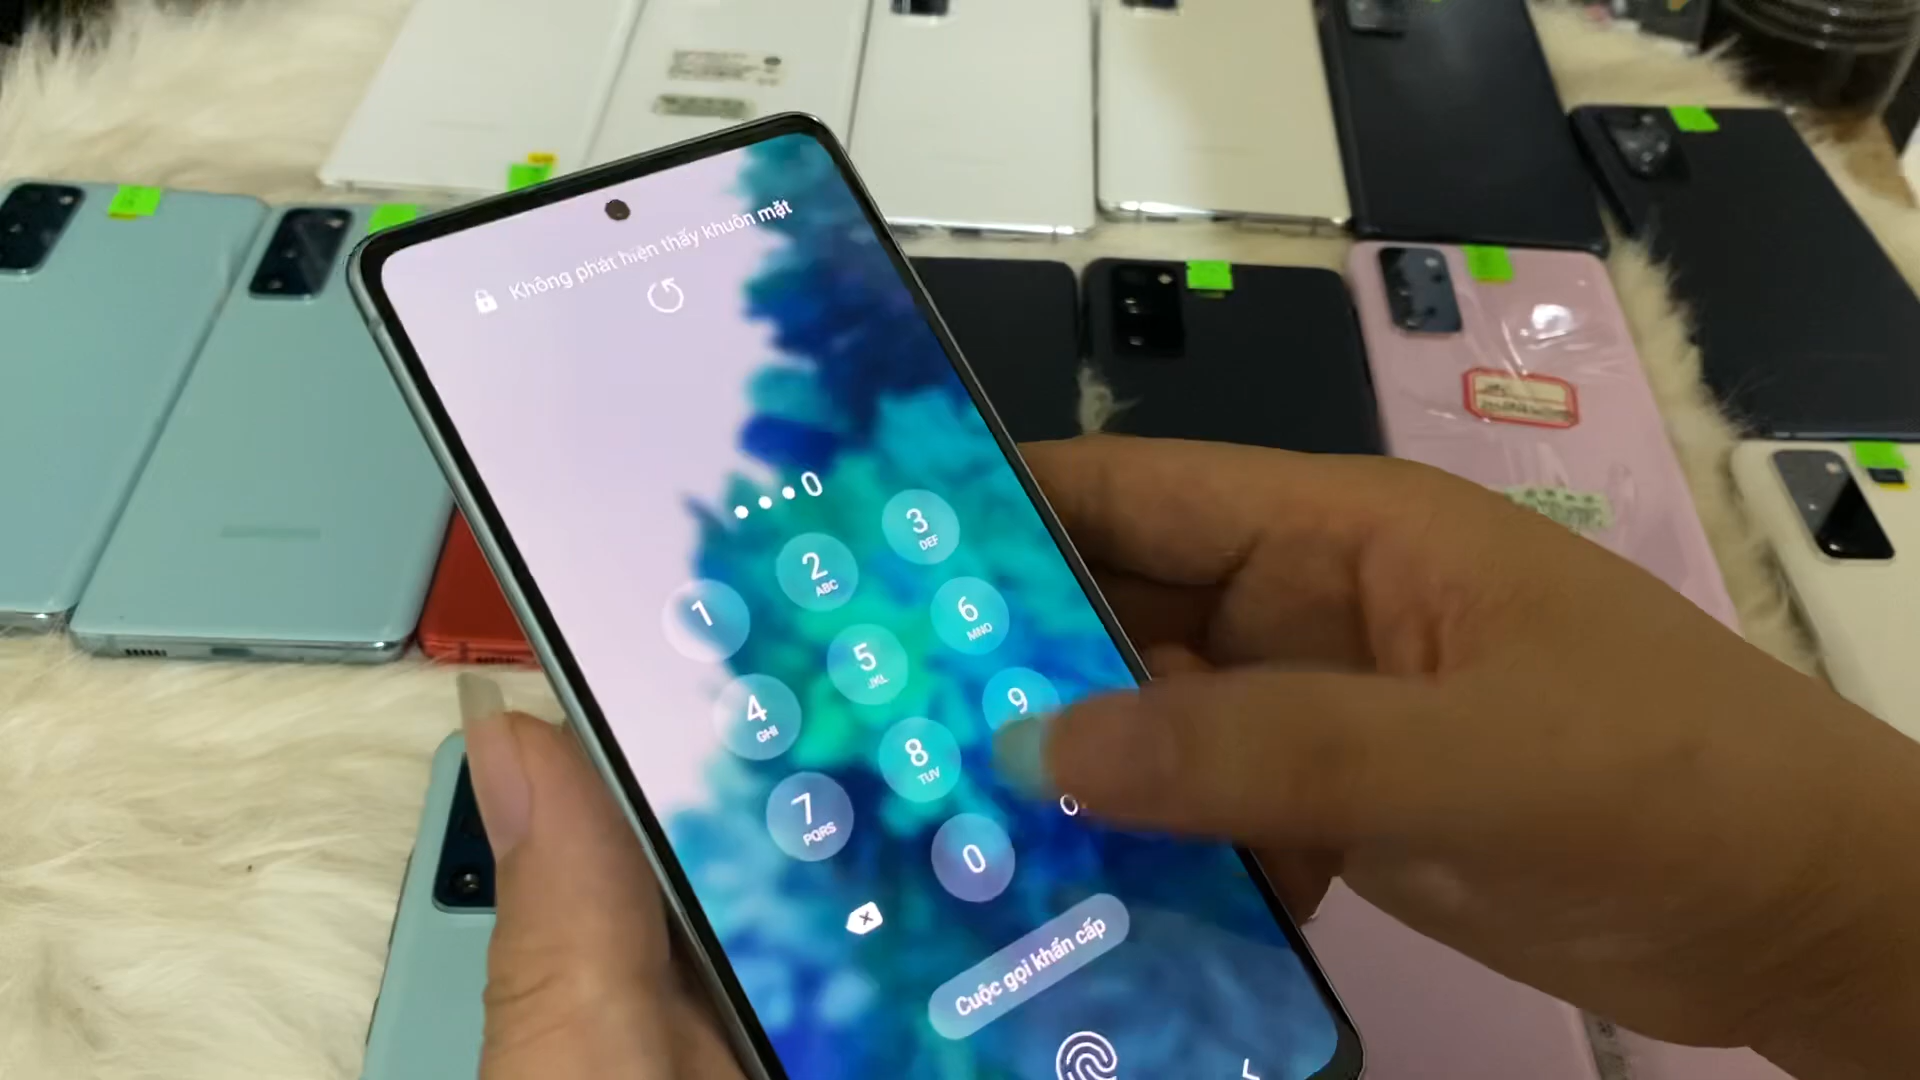 Không phát hiện thấy khuôn mặt
•••0
1
2
ABC
3
DEF
4
GHI
5
JKL
6
MNO
7
PQRS
8
TUV
9
0
Cuộc gọi khẩn cấp